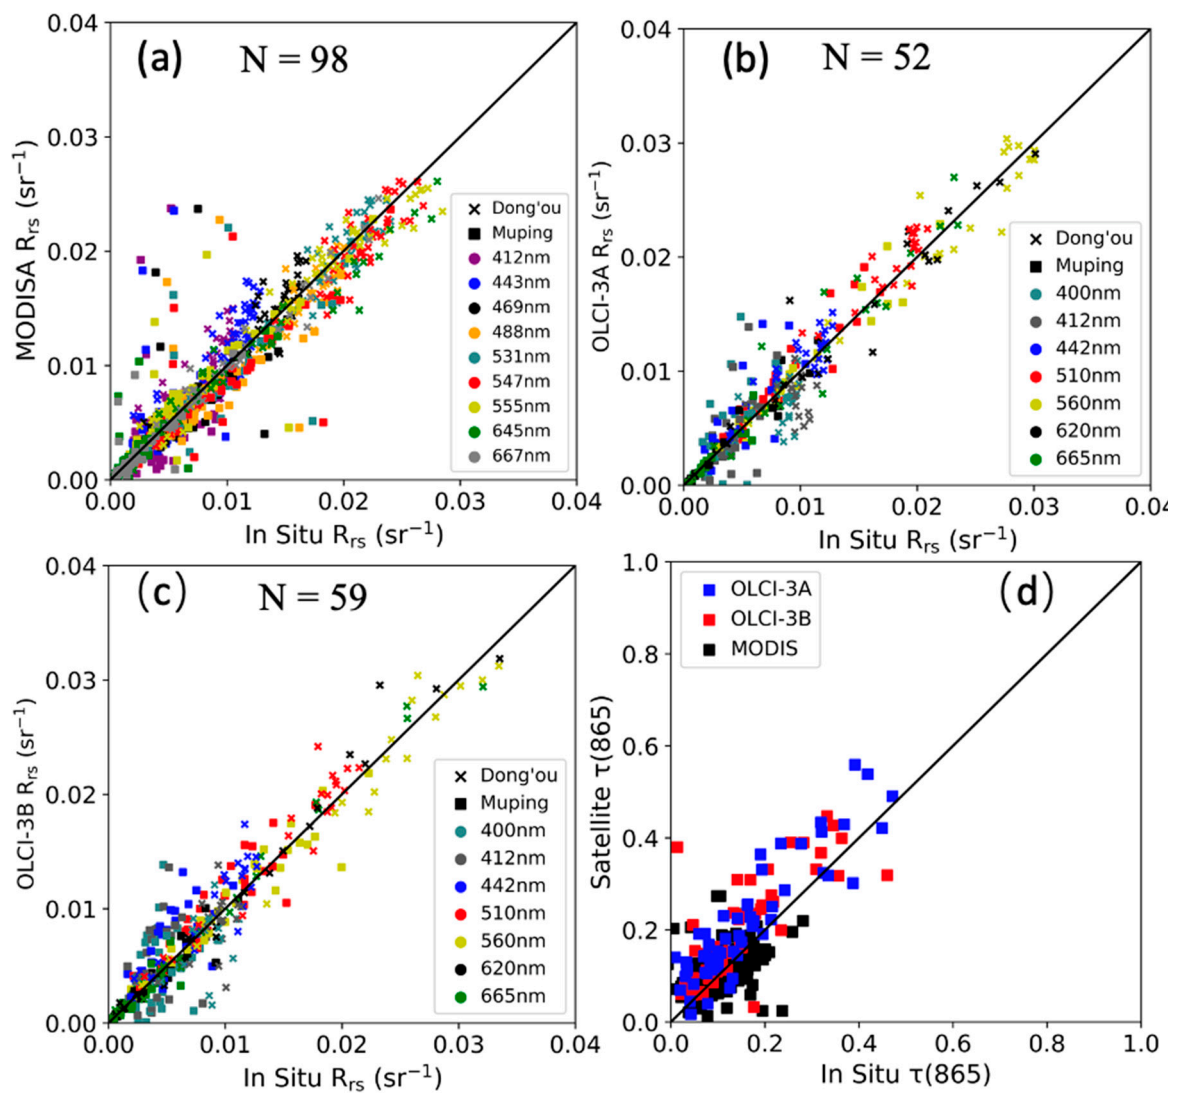 (a) N = 98
MODISA Rrs (sr⁻¹)
0.04
0.03
0.02
0.01
0.00
Dong'ou
Muping
412nm
443nm
469nm
488nm
531nm
547nm
555nm
645nm
667nm
0.00 0.01 0.02 0.03 0.04
In Situ Rrs (sr⁻¹)
(b) N = 52
OLCI-3A Rrs (sr⁻¹)
0.04
0.03
0.02
0.01
0.00
Dong'ou
Muping
400nm
412nm
442nm
510nm
560nm
620nm
665nm
0.00 0.01 0.02 0.03 0.04
In Situ Rrs (sr⁻¹)
(c) N = 59
OLCI-3B Rrs (sr⁻¹)
0.04
0.03
0.02
0.01
0.00
Dong'ou
Muping
400nm
412nm
442nm
510nm
560nm
620nm
665nm
0.00 0.01 0.02 0.03 0.04
In Situ Rrs (sr⁻¹)
(d)
Satellite τ(865)
1.0
0.8
0.6
0.4
0.2
0.0
OLCI-3A
OLCI-3B
MODIS
0.0 0.2 0.4 0.6 0.8 1.0
In Situ τ(865)